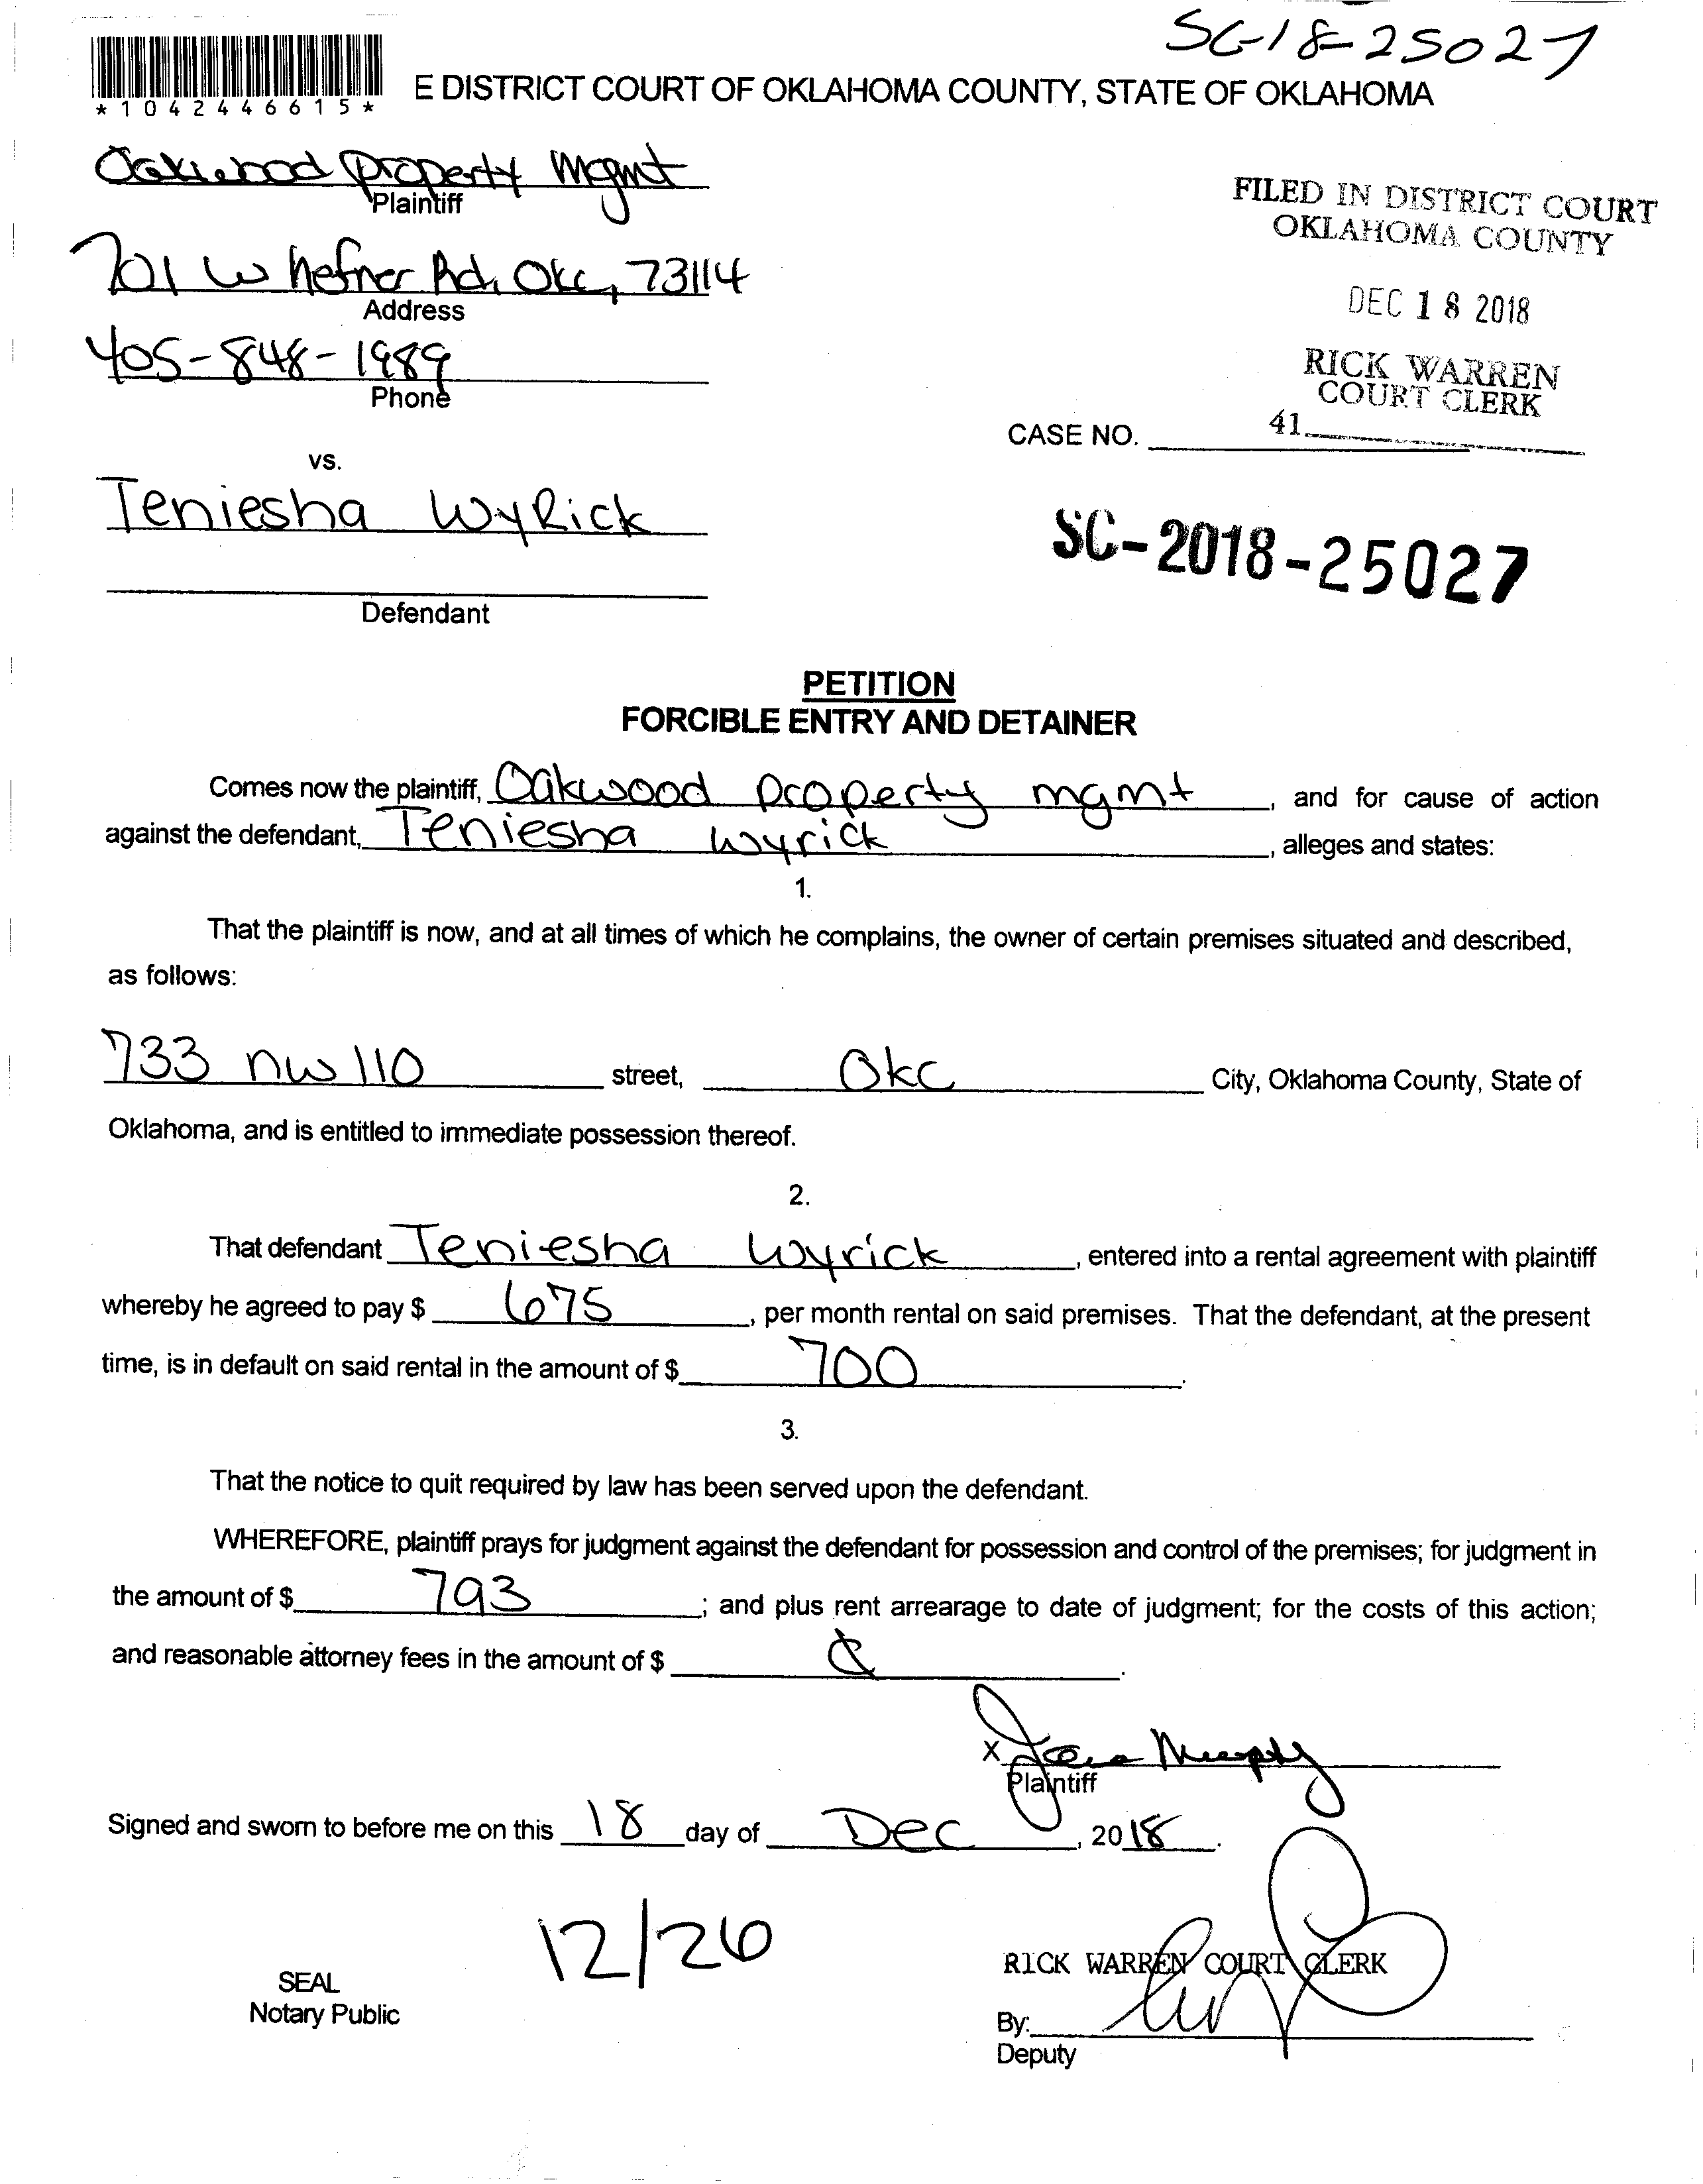 SC-18-25027
*1042446615*
E DISTRICT COURT OF OKLAHOMA COUNTY, STATE OF OKLAHOMA
Oakwood Property Mgmt
Plaintiff
701 W hefner Rd, Okc, 73114
Address
405-848-1989
Phone
vs.
Teniesha WyRick
Defendant
FILED IN DISTRICT COURT
OKLAHOMA COUNTY
DEC 18 2018
RICK WARREN
COURT CLERK
41
CASE NO.
SC-2018-25027
PETITION
FORCIBLE ENTRY AND DETAINER
Comes now the plaintiff, Oakwood property mgmt, and for cause of action
against the defendant, Teniesha Wyrick, alleges and states:
1.
That the plaintiff is now, and at all times of which he complains, the owner of certain premises situated and described,
as follows:
733 nw 110 street, Okc City, Oklahoma County, State of
Oklahoma, and is entitled to immediate possession thereof.
2.
That defendant Teniesha Wyrick, entered into a rental agreement with plaintiff
whereby he agreed to pay $ 675, per month rental on said premises. That the defendant, at the present
time, is in default on said rental in the amount of $ 700.
3.
That the notice to quit required by law has been served upon the defendant.
WHEREFORE, plaintiff prays for judgment against the defendant for possession and control of the premises; for judgment in
the amount of $ 793; and plus rent arrearage to date of judgment; for the costs of this action;
and reasonable attorney fees in the amount of $
X Murphy
Plaintiff
Signed and sworn to before me on this 18 day of Dec, 2018.
12/26
SEAL
Notary Public
RICK WARREN COURT CLERK
By:
Deputy